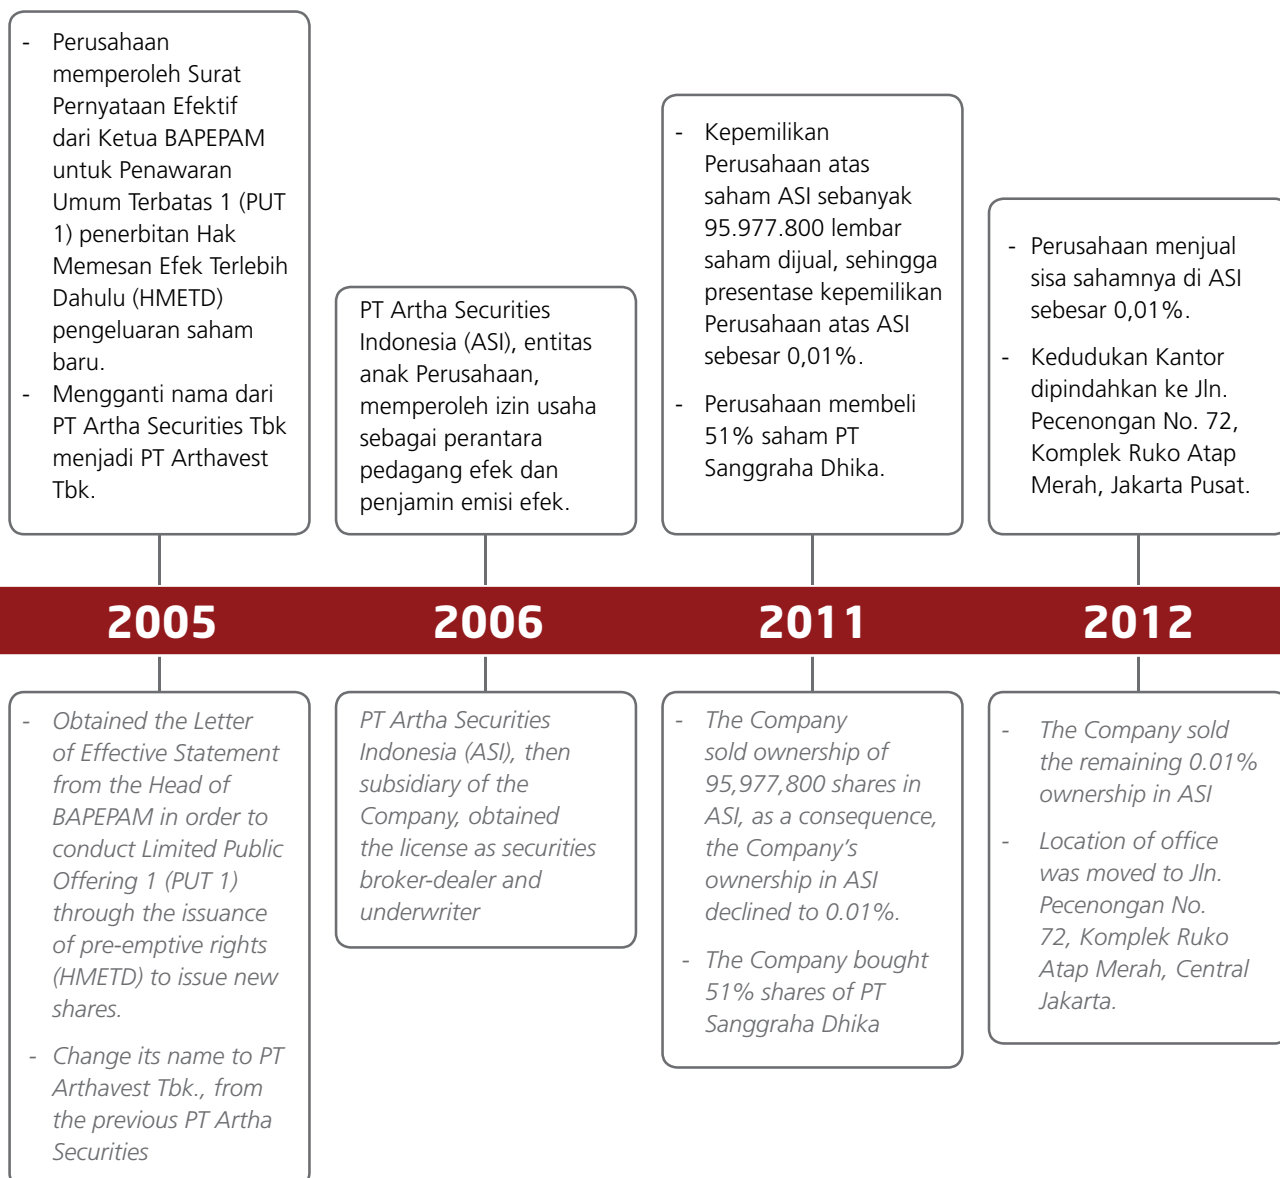 - Perusahaan
memperoleh Surat
Pernyataan Efektif
dari Ketua BAPEPAM
untuk Penawaran
Umum Terbatas 1 (PUT
1) penerbitan Hak
Memesan Efek Terlebih
Dahulu (HMETD)
pengeluaran saham
baru.
- Mengganti nama dari
PT Artha Securities Tbk
menjadi PT Arthavest
Tbk.
PT Artha Securities
Indonesia (ASI), entitas
anak Perusahaan,
memperoleh izin usaha
sebagai perantara
pedagang efek dan
penjamin emisi efek.
- Kepemilikan
Perusahaan atas
saham ASI sebanyak
95.977.800 lembar
saham dijual, sehingga
presentase kepemilikan
Perusahaan atas ASI
sebesar 0,01%.
- Perusahaan membeli
51% saham PT
Sanggraha Dhika.
- Perusahaan menjual
sisa sahamnya di ASI
sebesar 0,01%.
- Kedudukan Kantor
dipindahkan ke Jln.
Pecenongan No. 72,
Komplek Ruko Atap
Merah, Jakarta Pusat.
2005
2006
2011
2012
- Obtained the Letter
of Effective Statement
from the Head of
BAPEPAM in order to
conduct Limited Public
Offering 1 (PUT 1)
through the issuance
of pre-emptive rights
(HMETD) to issue new
shares.
- Change its name to PT
Arthavest Tbk., from
the previous PT Artha
Securities
PT Artha Securities
Indonesia (ASI), then
subsidiary of the
Company, obtained
the license as securities
broker-dealer and
underwriter
- The Company
sold ownership of
95,977,800 shares in
ASI, as a consequence,
the Company's
ownership in ASI
declined to 0.01%.
- The Company bought
51% shares of PT
Sanggraha Dhika
- The Company sold
the remaining 0.01%
ownership in ASI
- Location of office
was moved to Jln.
Pecenongan No.
72, Komplek Ruko
Atap Merah, Central
Jakarta.